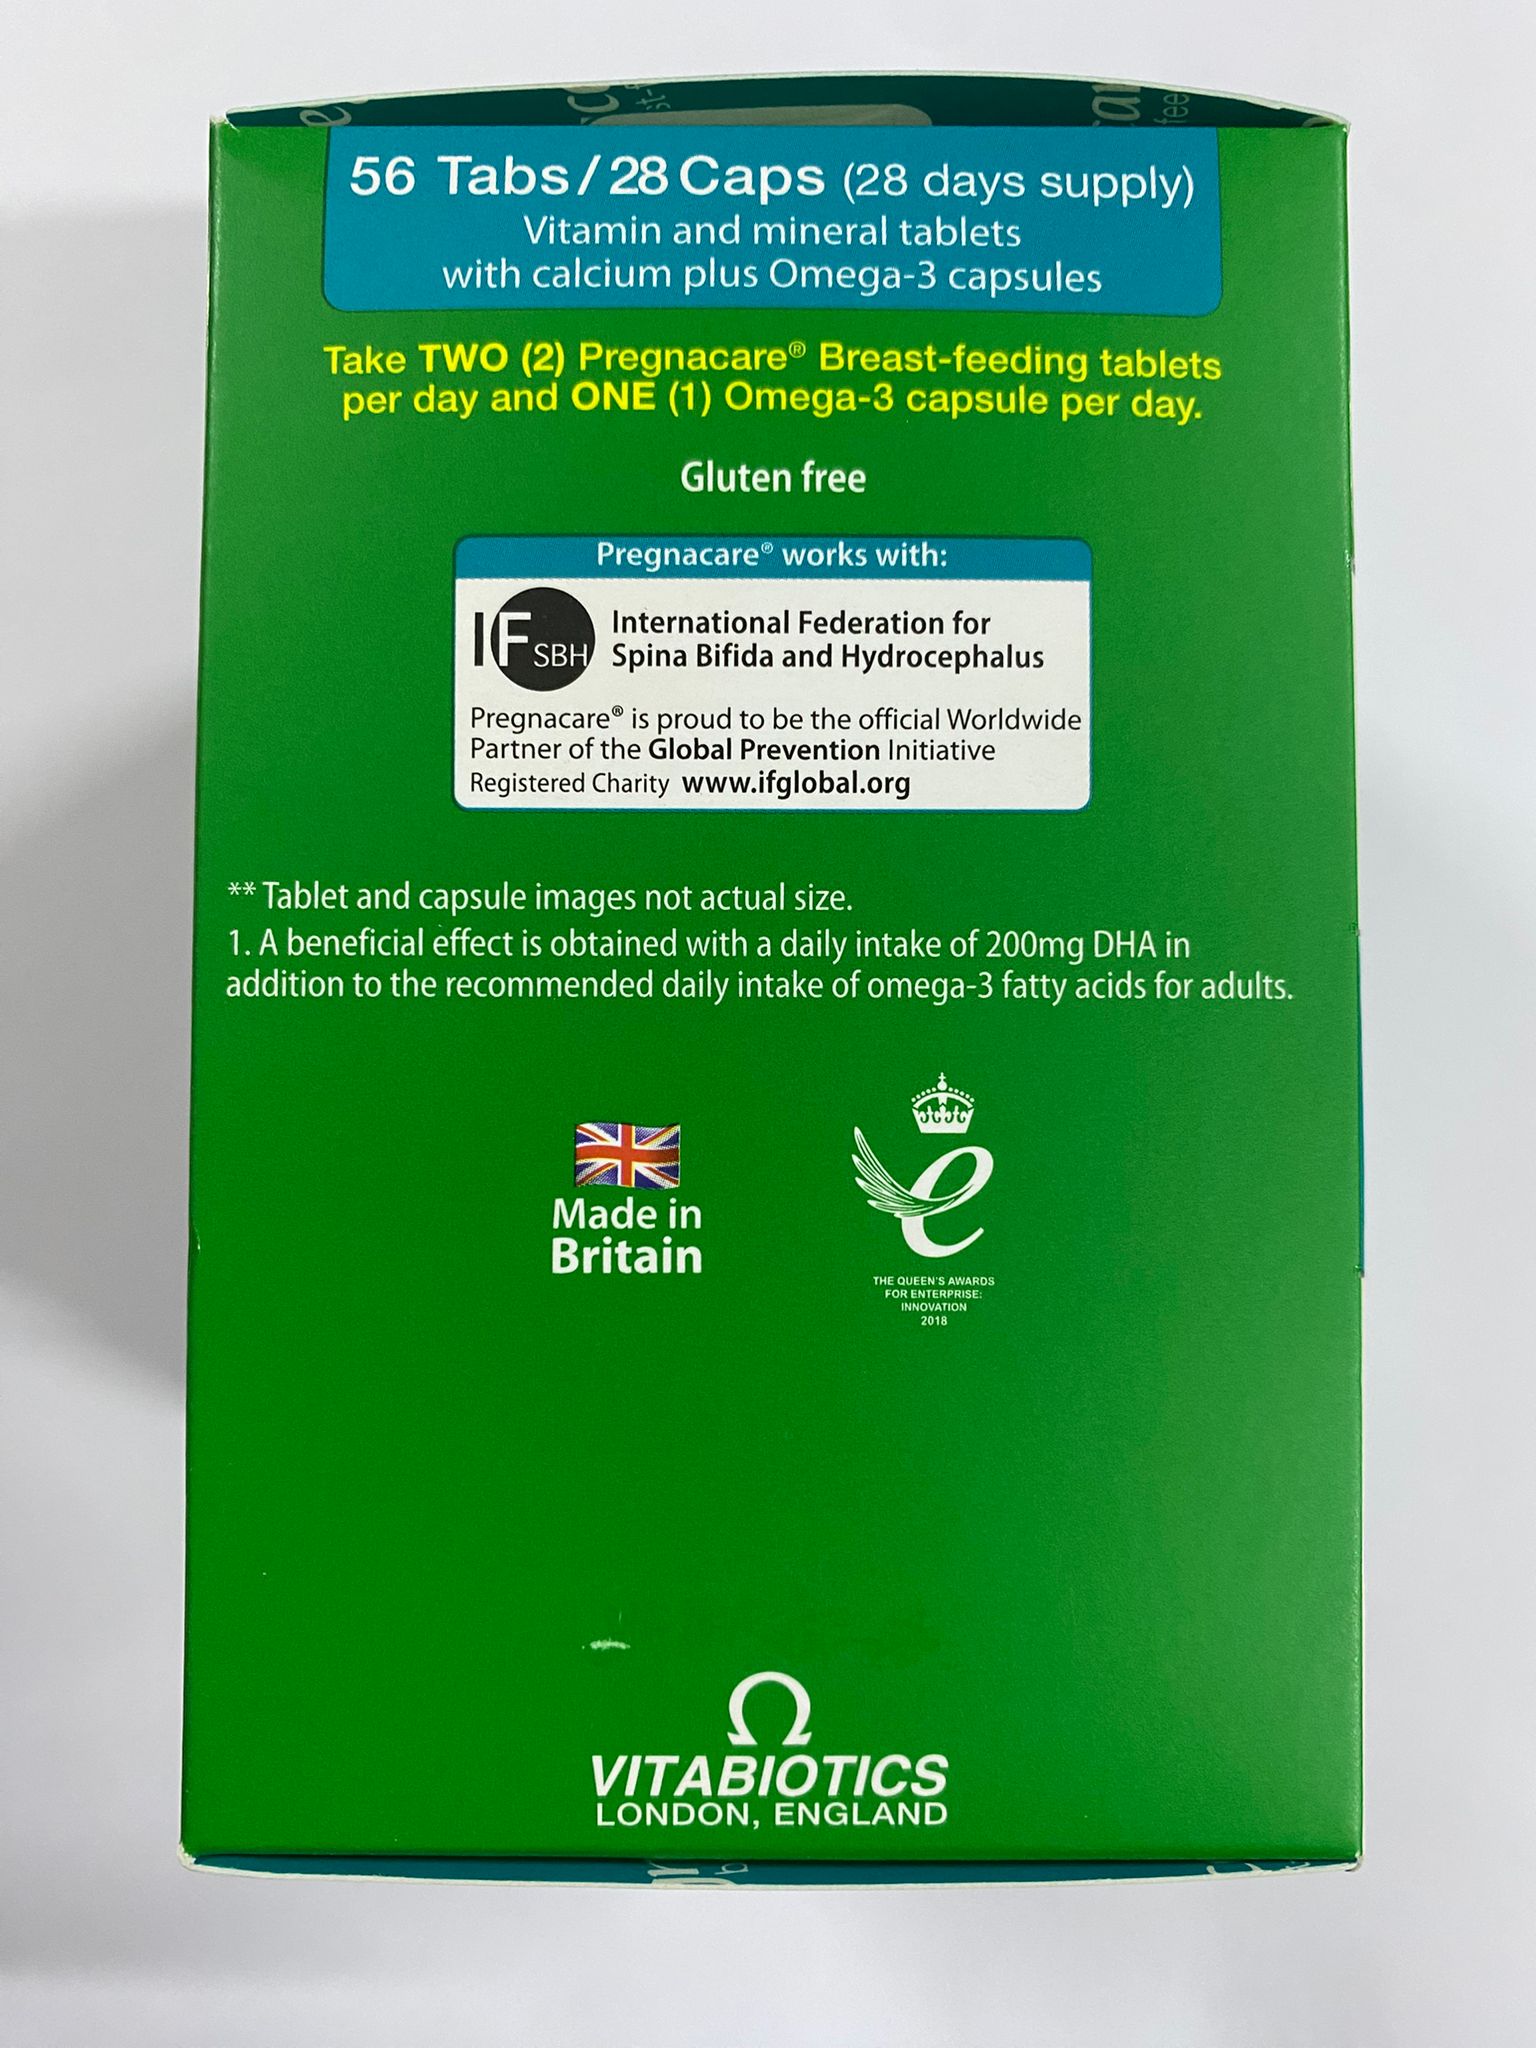 56 Tabs/28 Caps (28 days supply)
Vitamin and mineral tablets
with calcium plus Omega-3 capsules
Take TWO (2) Pregnacare® Breast-feeding tablets
per day and ONE (1) Omega-3 capsule per day.
Gluten free
Pregnacare® works with:
IF SBH
International Federation for
Spina Bifida and Hydrocephalus
Pregnacare® is proud to be the official Worldwide
Partner of the Global Prevention Initiative
Registered Charity www.ifglobal.org
** Tablet and capsule images not actual size.
1. A beneficial effect is obtained with a daily intake of 200mg DHA in
addition to the recommended daily intake of omega-3 fatty acids for adults.
Made in
Britain
e
THE QUEEN'S AWARDS
FOR ENTERPRISE:
INNOVATION
2018
VITABIOTICS
LONDON, ENGLAND